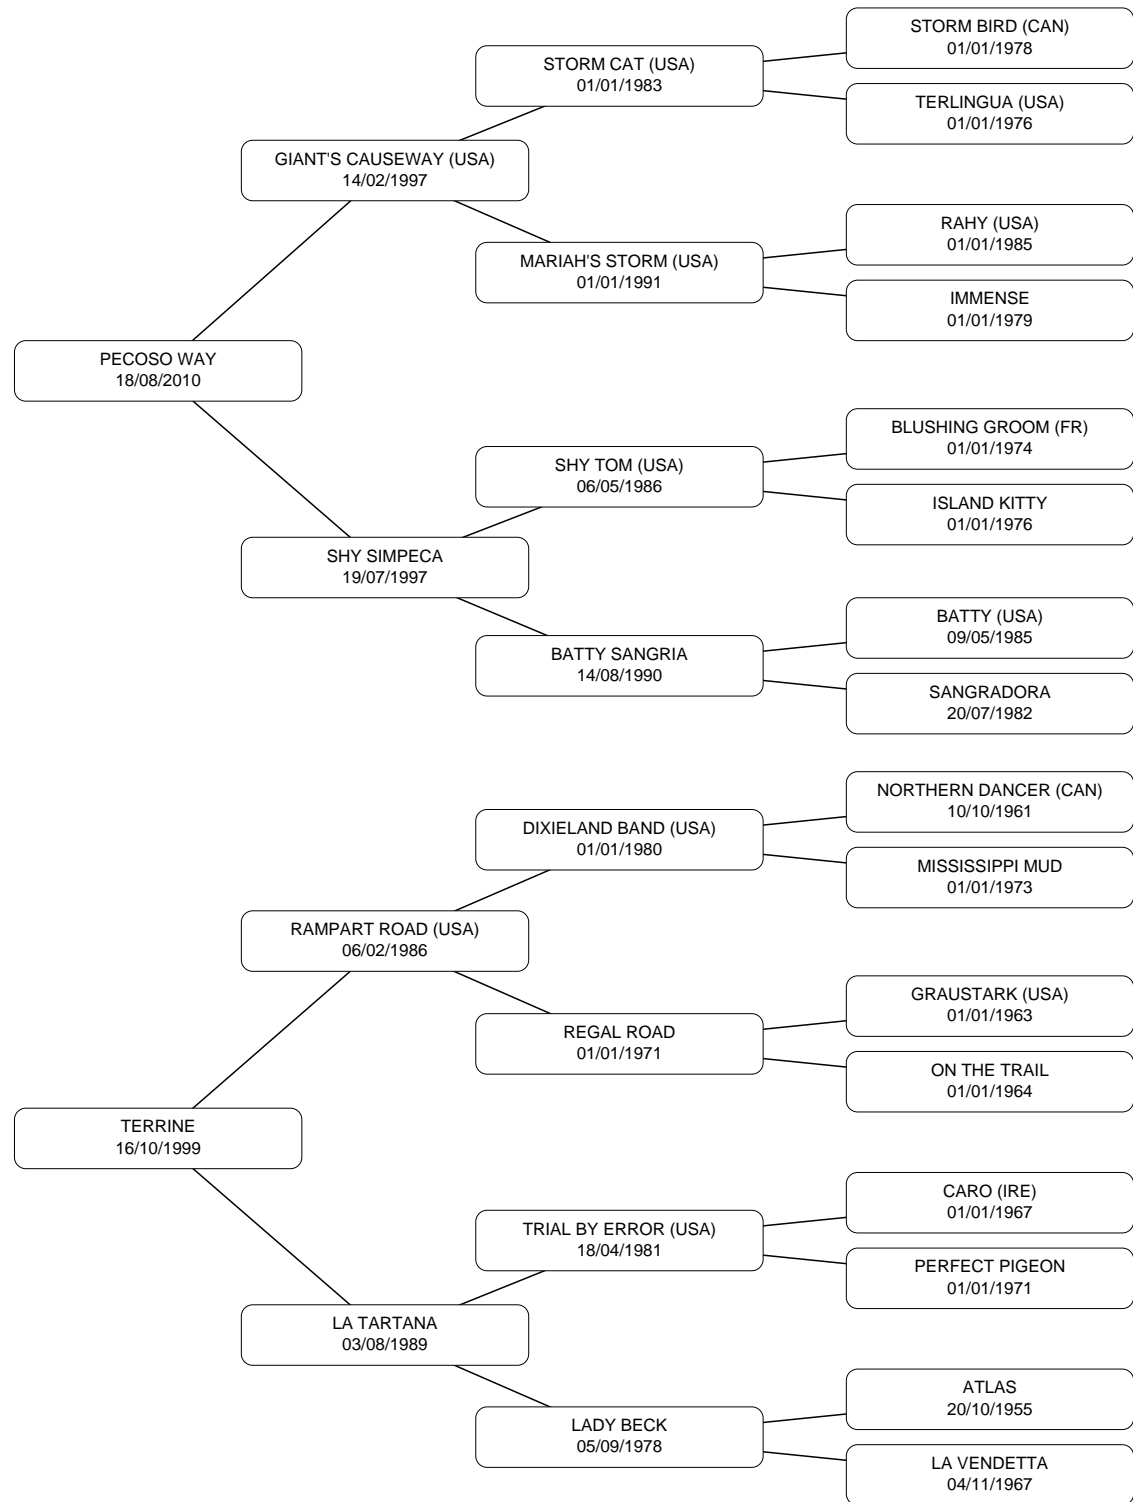 STORM BIRD (CAN)
01/01/1978
STORM CAT (USA)
01/01/1983
TERLINGUA (USA)
01/01/1976
GIANT'S CAUSEWAY (USA)
14/02/1997
RAHY (USA)
01/01/1985
MARIAH'S STORM (USA)
01/01/1991
IMMENSE
01/01/1979
PECOSO WAY
18/08/2010
BLUSHING GROOM (FR)
01/01/1974
SHY TOM (USA)
06/05/1986
ISLAND KITTY
01/01/1976
SHY SIMPECA
19/07/1997
BATTY (USA)
09/05/1985
BATTY SANGRIA
14/08/1990
SANGRADORA
20/07/1982
NORTHERN DANCER (CAN)
10/10/1961
DIXIELAND BAND (USA)
01/01/1980
MISSISSIPPI MUD
01/01/1973
RAMPART ROAD (USA)
06/02/1986
GRAUSTARK (USA)
01/01/1963
REGAL ROAD
01/01/1971
ON THE TRAIL
01/01/1964
TERRINE
16/10/1999
CARO (IRE)
01/01/1967
TRIAL BY ERROR (USA)
18/04/1981
PERFECT PIGEON
01/01/1971
LA TARTANA
03/08/1989
ATLAS
20/10/1955
LADY BECK
05/09/1978
LA VENDETTA
04/11/1967